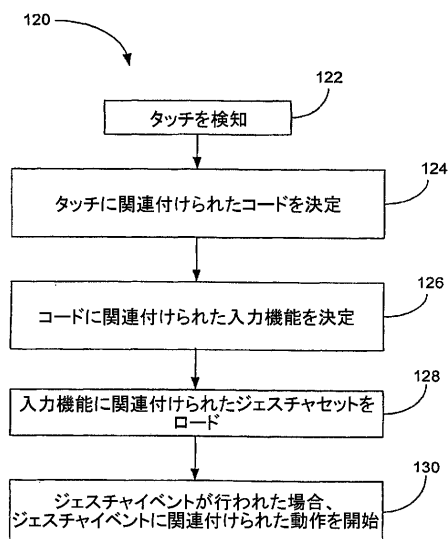 120
122
タッチを検知
124
タッチに関連付けられたコードを決定
126
コードに関連付けられた入力機能を決定
128
入力機能に関連付けられたジェスチャセットを
ロード
130
ジェスチャイベントが行われた場合、
ジェスチャイベントに関連付けられた動作を開始